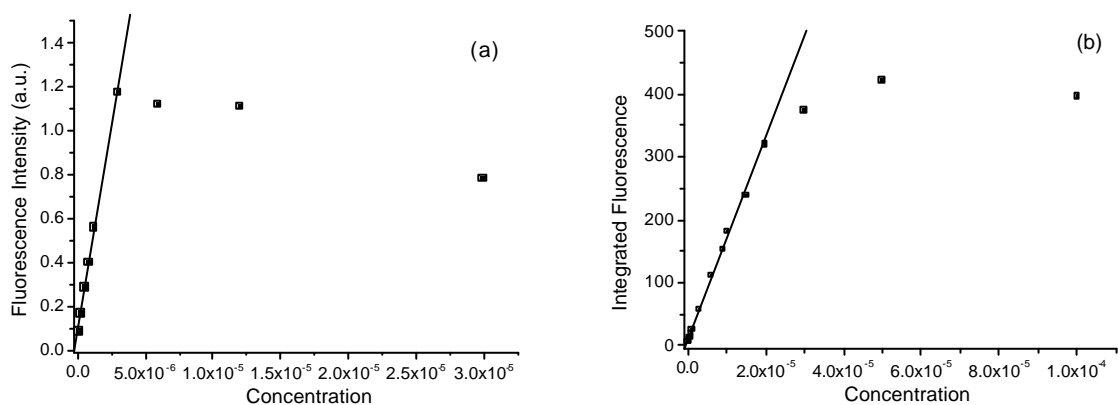 (a)
Fluorescence Intensity (a.u.)
1.4
1.2
1.0
0.8
0.6
0.4
0.2
0.0
0.0 5.0x10⁻⁶ 1.0x10⁻⁵ 1.5x10⁻⁵ 2.0x10⁻⁵ 2.5x10⁻⁵ 3.0x10⁻⁵
Concentration
(b)
Integrated Fluorescence
500
400
300
200
100
0
0.0 2.0x10⁻⁵ 4.0x10⁻⁵ 6.0x10⁻⁵ 8.0x10⁻⁵ 1.0x10⁻⁴
Concentration